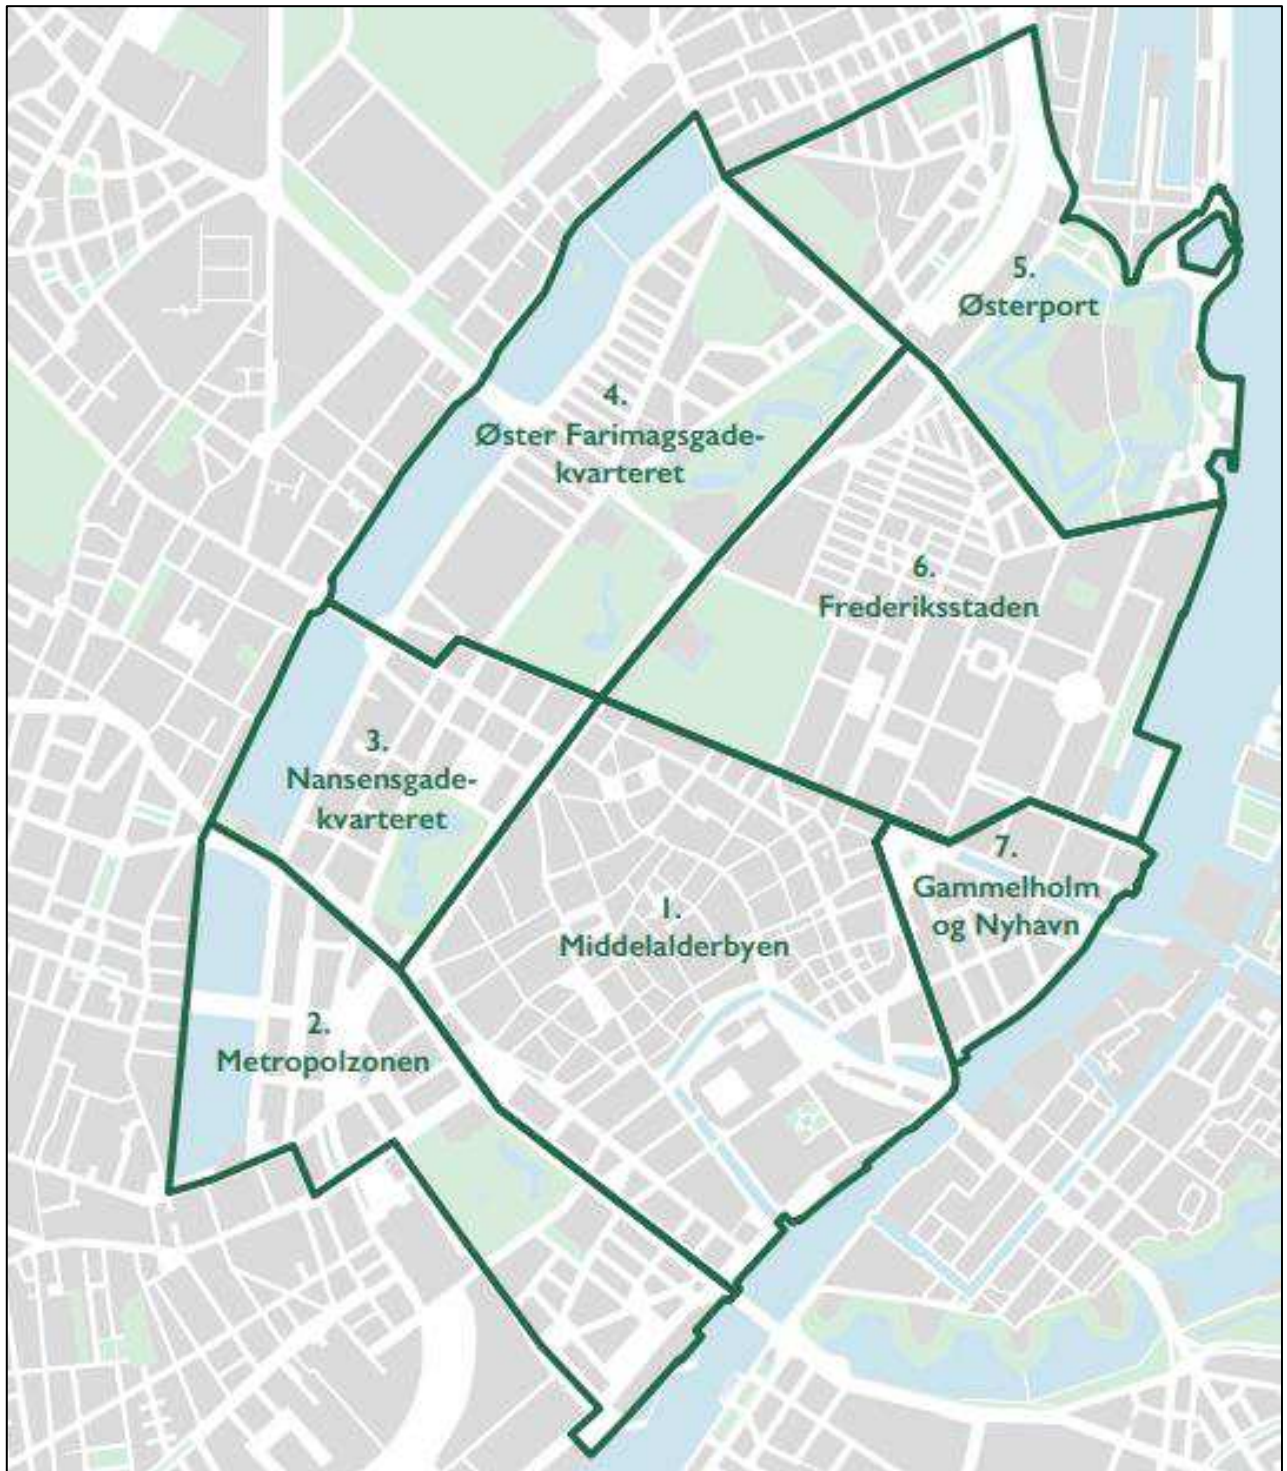 5.
Østerport
4.
Øster Farimagsgade-
kvarteret
6.
Frederiksstaden
3.
Nansensgade-
kvarteret
7.
Gammelholm
og Nyhavn
1.
Middelalderbyen
2.
Metropolzonen